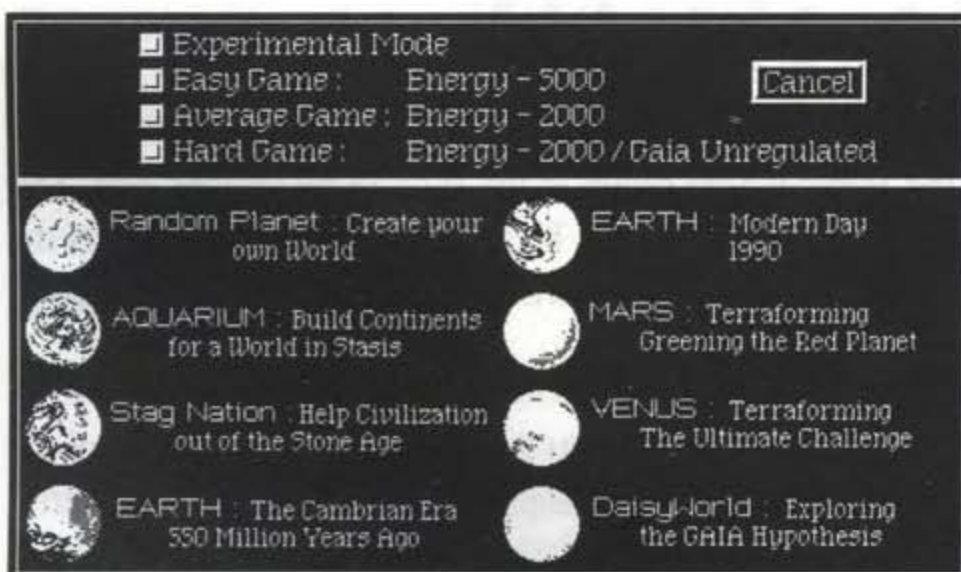 Experimental Mode
Easy Game : Energy - 5000
Cancel
Average Game : Energy - 2000
Hard Game : Energy - 2000 / Gaia Unregulated
Random Planet : Create your
own World
EARTH : Modern Day
1990
AQUARIUM : Build Continents
for a World in Stasis
MARS : Terraforming
Greening the Red Planet
Stag Nation : Help Civilization
out of the Stone Age
VENUS : Terraforming
The Ultimate Challenge
EARTH : The Cambrian Era
550 Million Years Ago
DaisyWorld : Exploring
the GAIA Hypothesis